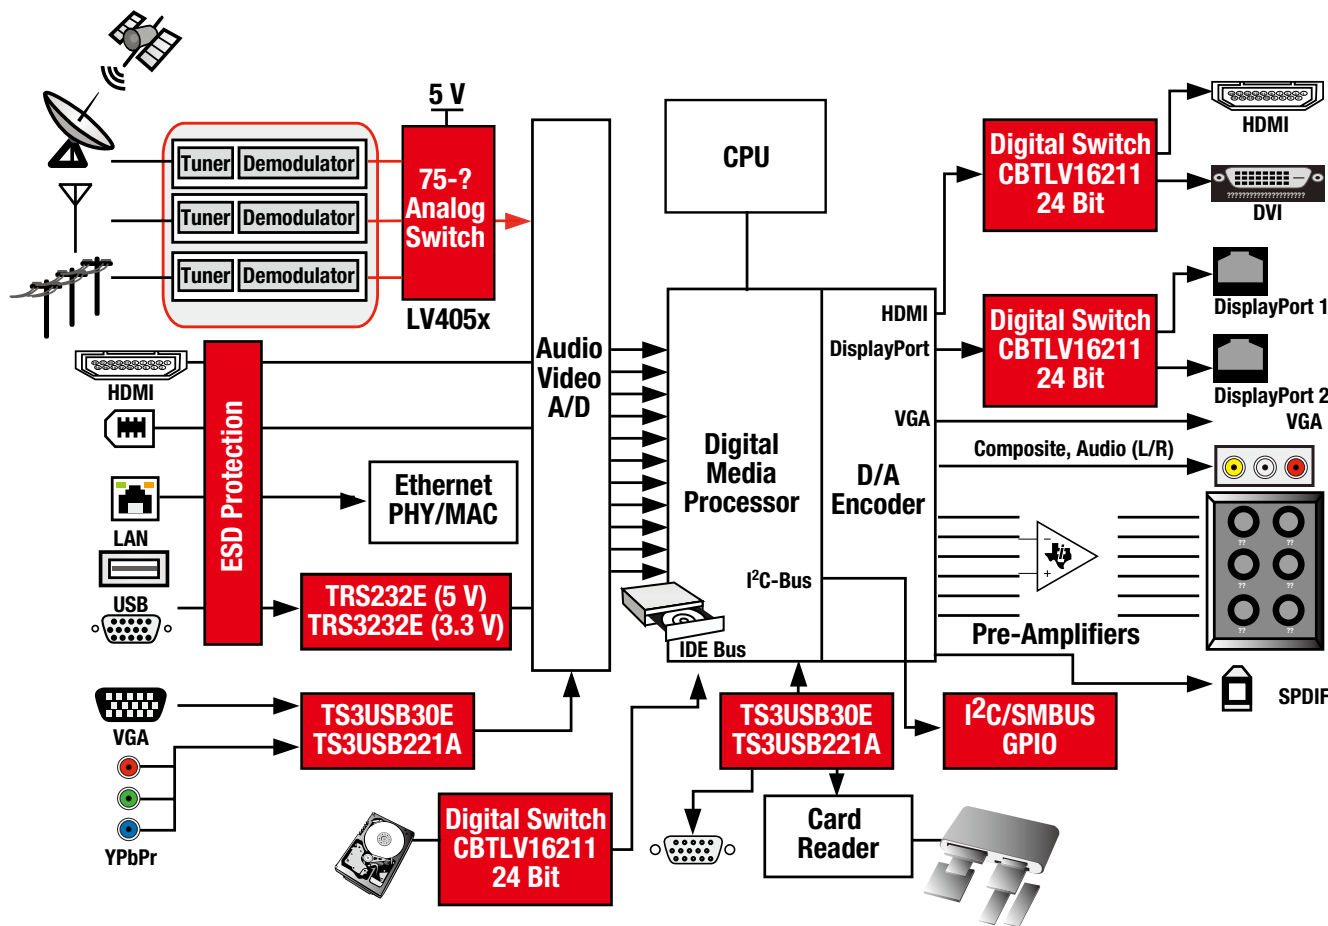 5 V
Tuner Demodulator
Tuner Demodulator
Tuner Demodulator
75-?
Analog
Switch
LV405x
HDMI
LAN
USB
VGA
YPbPr
ESD Protection
Ethernet
PHY/MAC
TRS232E (5 V)
TRS3232E (3.3 V)
TS3USB30E
TS3USB221A
Digital Switch
CBTLV16211
24 Bit
Audio
Video
A/D
CPU
Digital
Media
Processor
I²C-Bus
IDE Bus
HDMI
DisplayPort
VGA
D/A
Encoder
TS3USB30E
TS3USB221A
Card
Reader
I²C/SMBUS
GPIO
Digital Switch
CBTLV16211
24 Bit
Digital Switch
CBTLV16211
24 Bit
HDMI
?????????????????????
DVI
DisplayPort 1
DisplayPort 2
VGA
Composite, Audio (L/R)
Pre-Amplifiers
?? ??
?? ??
?? ??
SPDIF